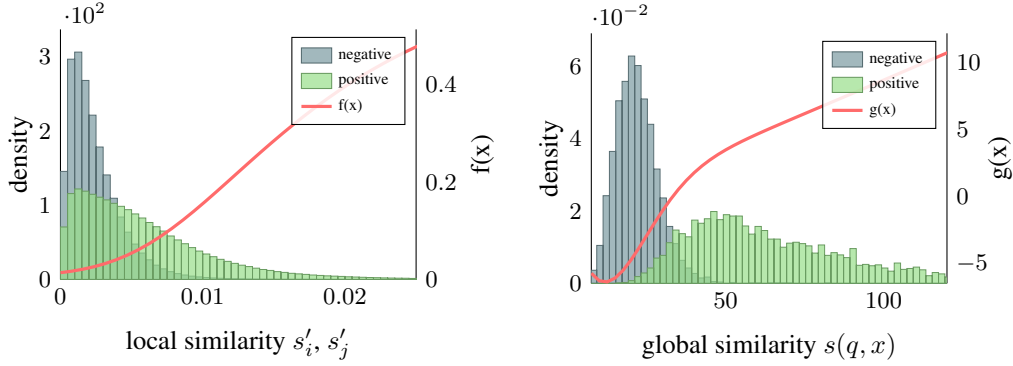 ·10²
3
2
1
0
density
0
0.01
0.02
local similarity s′ᵢ, s′ⱼ
0.4
0.2
0
f(x)
negative
positive
f(x)
·10⁻²
6
4
2
0
density
50
100
global similarity s(q, x)
10
5
0
−5
g(x)
negative
positive
g(x)